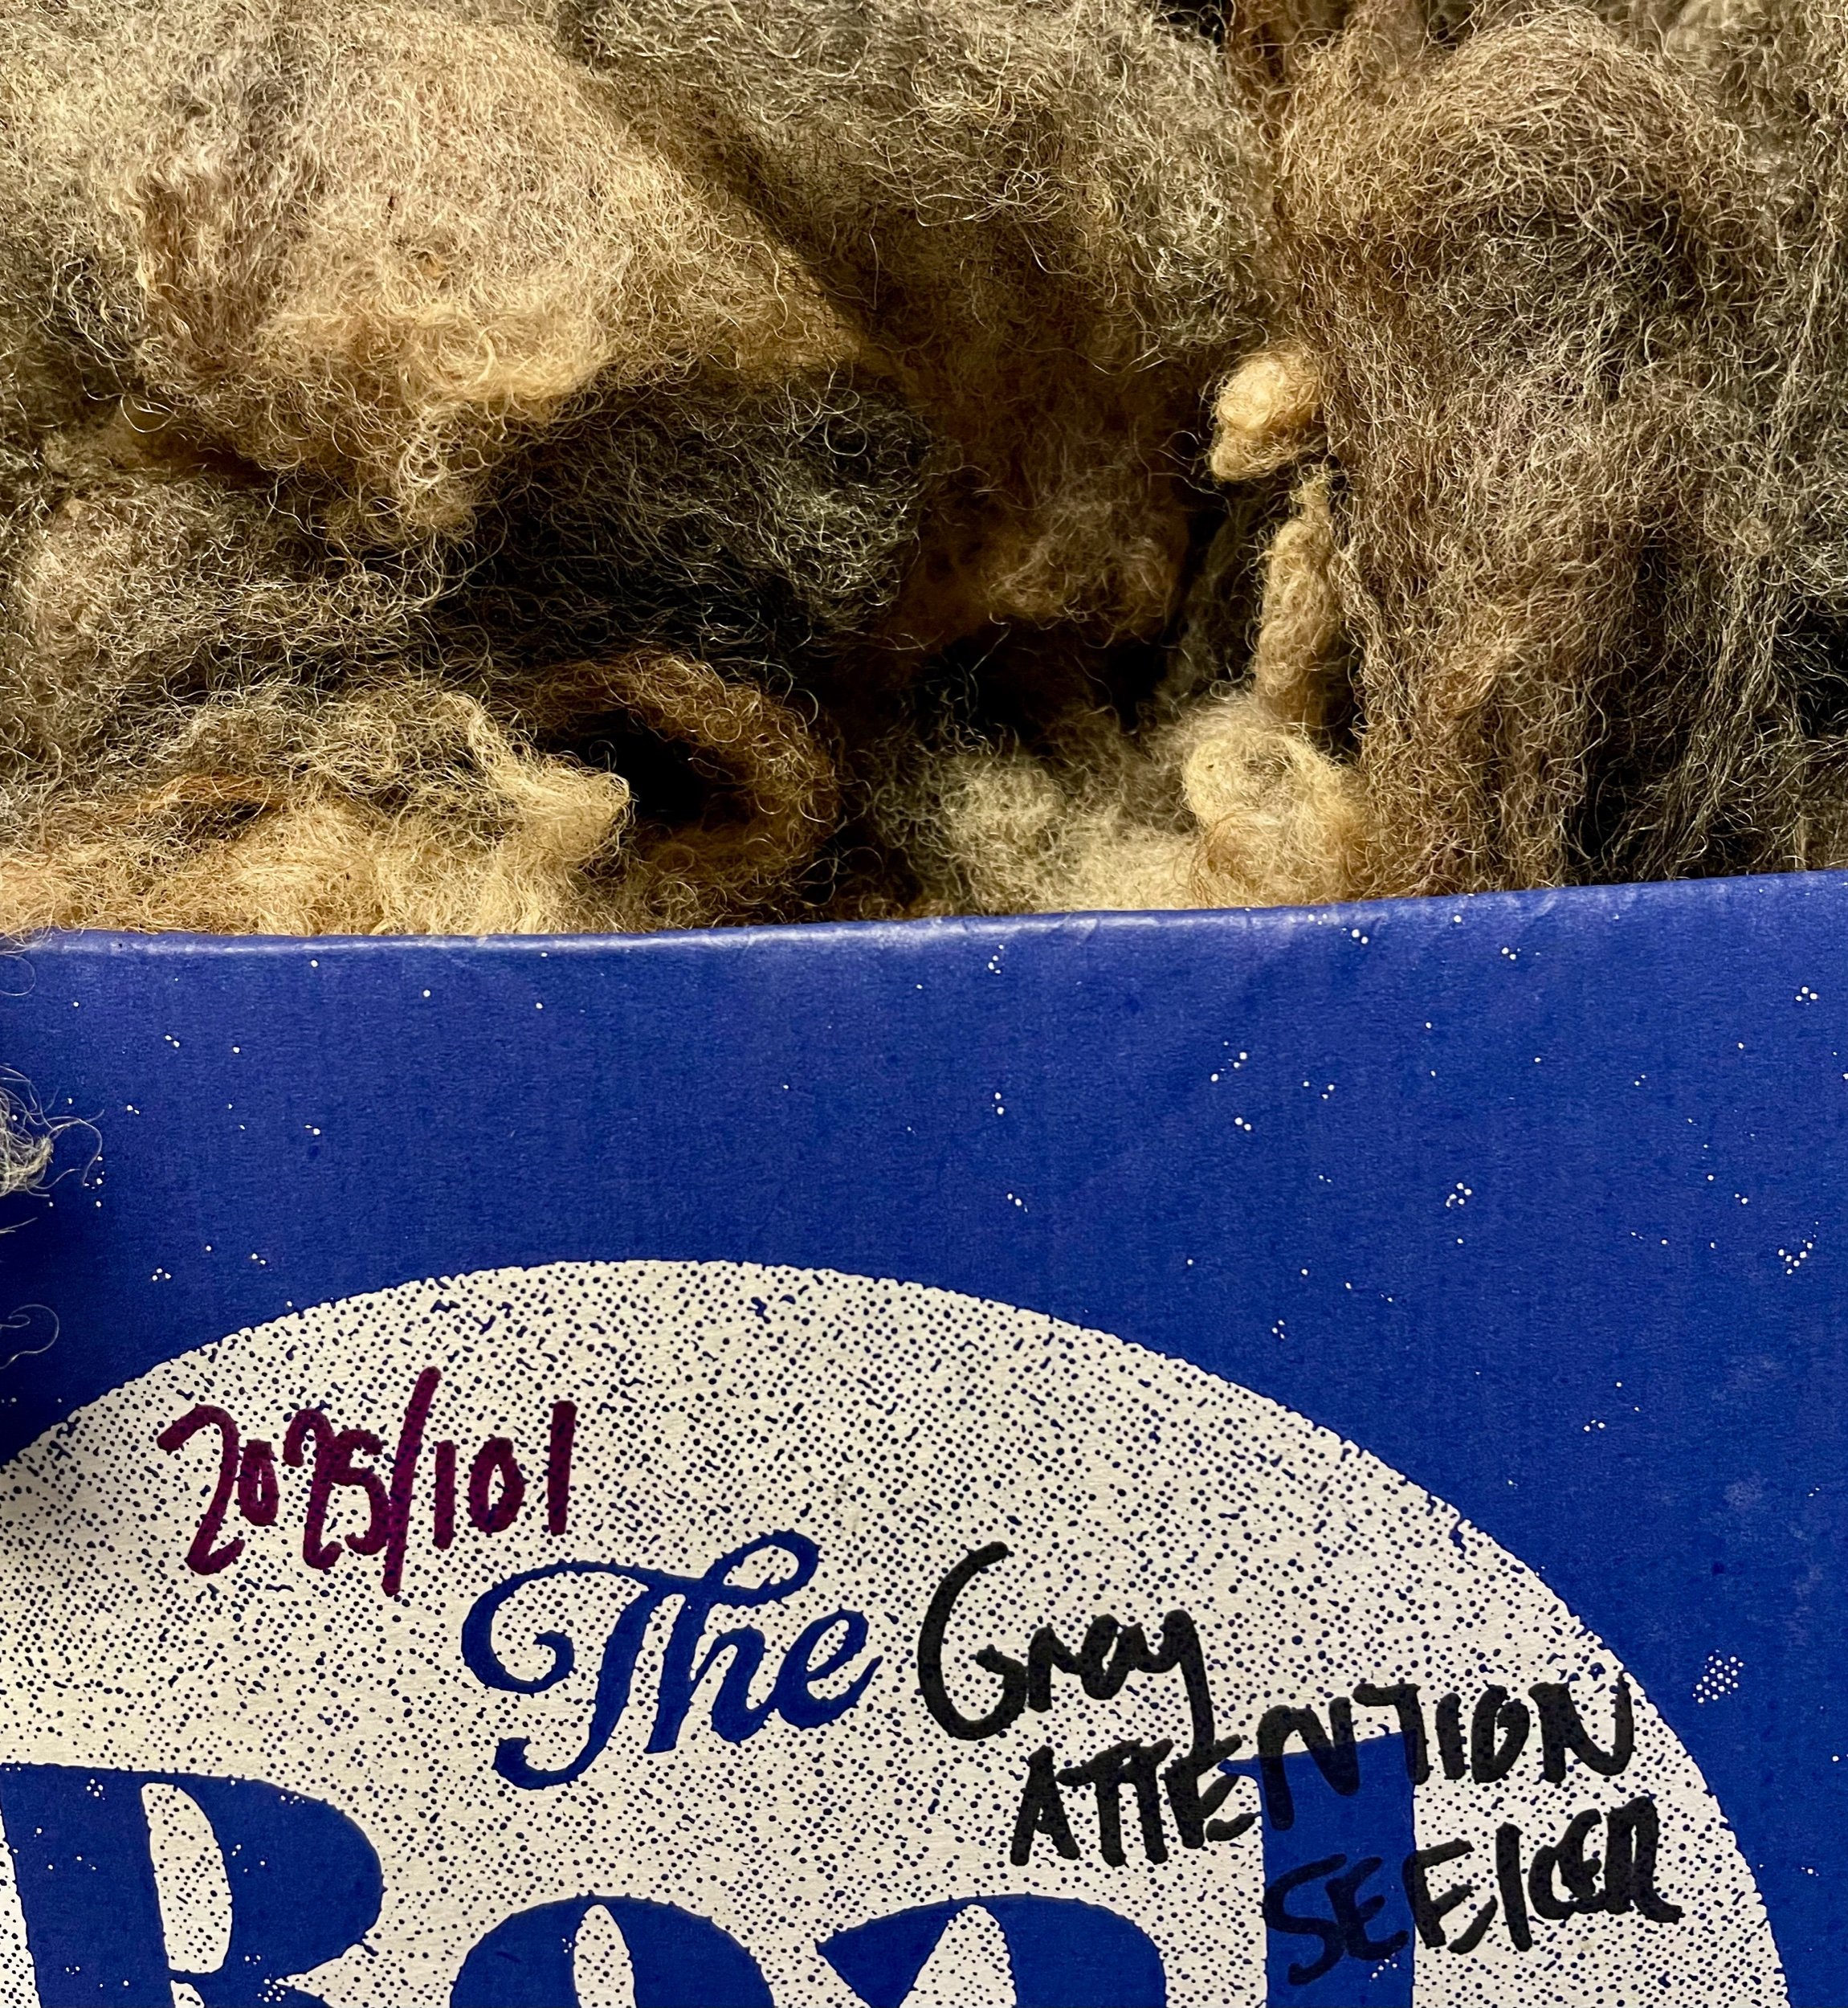 2025/101
The Gray
ATTENTION
SEEKER